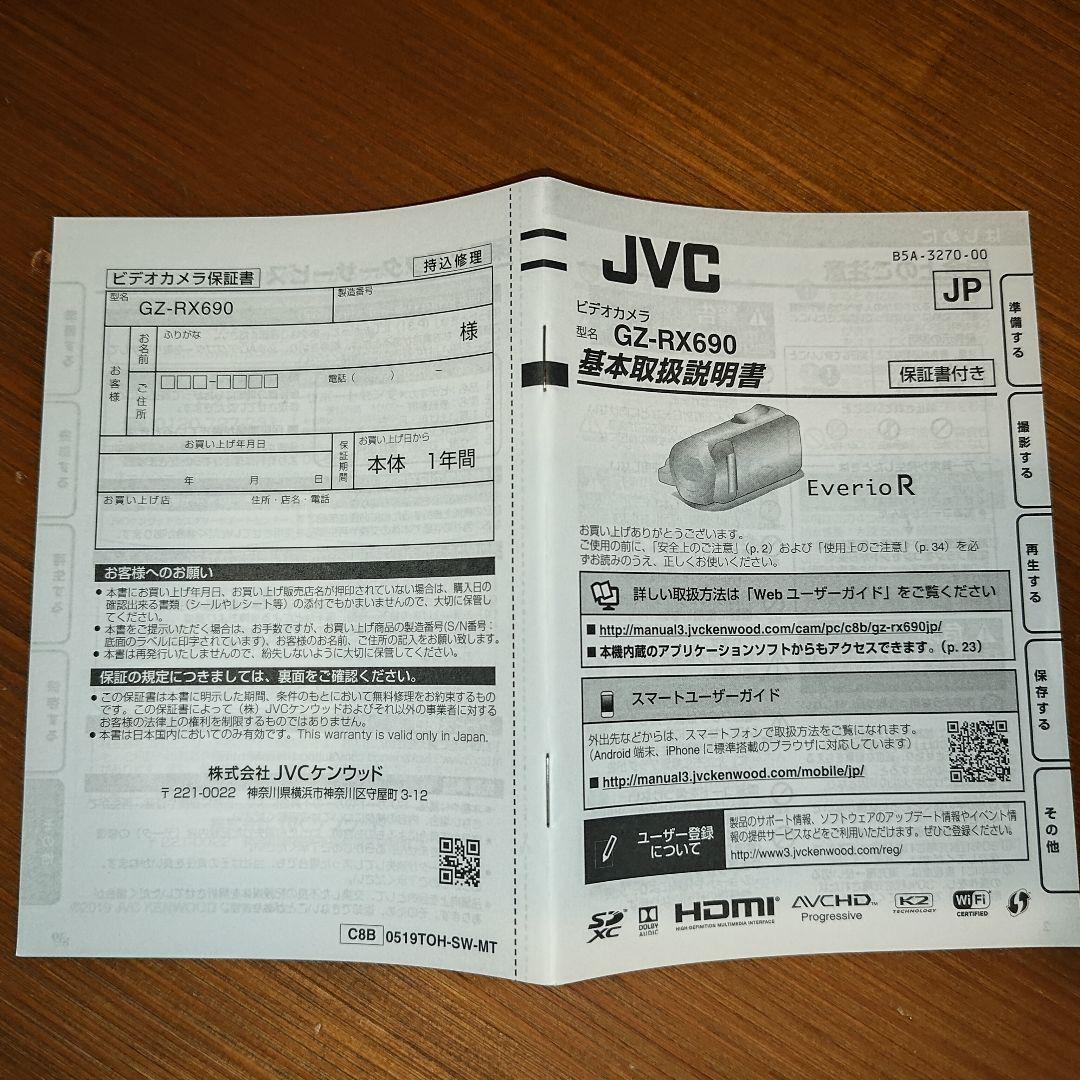 ビデオカメラ保証書
持込修理
型名
GZ-RX690
製造番号
お客様
お名前
ふりがな
様
ご住所
□□□-□□□□
電話（　　　）　　－
お買い上げ年月日
年　月　日
保証期間
お買い上げ日から
本体　1年間
お買い上げ店
住所・店名・電話
お客様へのお願い
● 本書にお買い上げ年月日、お買い上げ販売店名が押印されていない場合は、購入日の
確認出来る書類（シールやレシート等）の添付でもかまいませんので、大切に保管し
てください。
● 本書をご提示いただく場合は、お手数ですが、お買い上げ商品の製造番号(S/N番号：
底面のラベルに印字されています)、お客様のお名前、ご住所の記入をお願い致します。
● 本書は再発行いたしませんので、紛失しないように大切に保管してください。
保証の規定につきましては、裏面をご確認ください。
● この保証書は本書に明示した期間、条件のもとにおいて無料修理をお約束するもの
です。この保証書によって（株）JVCケンウッドおよびそれ以外の事業者に対する
お客様の法律上の権利を制限するものではありません。
● 本書は日本国内においてのみ有効です。This warranty is valid only in Japan.
株式会社 JVCケンウッド
〒221-0022　神奈川県横浜市神奈川区守屋町 3-12
C8B 0519TOH-SW-MT
JVC
B5A-3270-00
JP
ビデオカメラ
型名 GZ-RX690
基本取扱説明書
保証書付き
Everio R
お買い上げありがとうございます。
ご使用の前に、「安全上のご注意」（p. 2）および「使用上のご注意」（p. 34）を必
ずお読みのうえ、正しくお使いください。
詳しい取扱方法は「Web ユーザーガイド」をご覧ください
■ http://manual3.jvckenwood.com/cam/pc/c8b/gz-rx690jp/
■ 本機内蔵のアプリケーションソフトからもアクセスできます。（p. 23）
スマートユーザーガイド
外出先などからは、スマートフォンで取扱方法をご覧になれます。
（Android 端末、iPhone に標準搭載のブラウザに対応しています）
■ http://manual3.jvckenwood.com/mobile/jp/
ユーザー登録
について
製品のサポート情報、ソフトウェアのアップデート情報やイベント情
報の提供サービスなどをご利用いただけます。ぜひご登録ください。
http://www3.jvckenwood.com/reg/
SD
XC
DOLBY
AUDIO
HDMI
HIGH-DEFINITION MULTIMEDIA INTERFACE
AVCHD™
Progressive
K2
TECHNOLOGY
Wi Fi
CERTIFIED
準備する
撮影する
再生する
保存する
その他